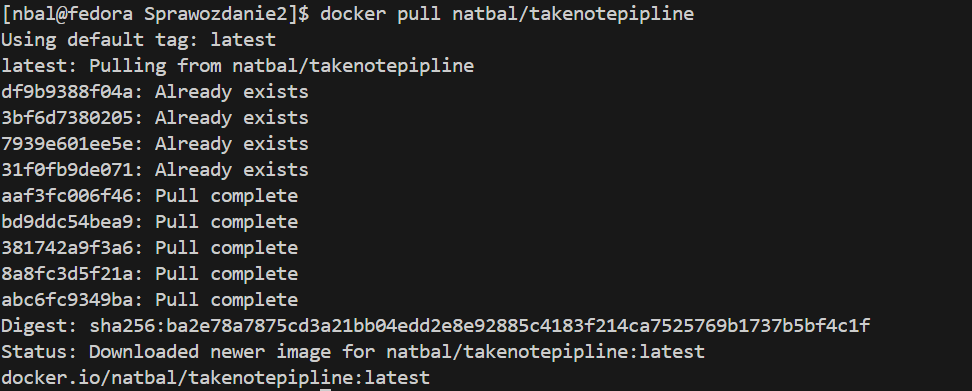 [nbal@fedora Sprawozdanie2]$ docker pull natbal/takenotepipline
Using default tag: latest
latest: Pulling from natbal/takenotepipline
df9b9388f04a: Already exists
3bf6d7380205: Already exists
7939e601ee5e: Already exists
31f0fb9de071: Already exists
aaf3fc006f46: Pull complete
bd9ddc54bea9: Pull complete
381742a9f3a6: Pull complete
8a8fc3d5f21a: Pull complete
abc6fc9349ba: Pull complete
Digest: sha256:ba2e78a7875cd3a21bb04edd2e8e92885c4183f214ca7525769b1737b5bf4c1f
Status: Downloaded newer image for natbal/takenotepipline:latest
docker.io/natbal/takenotepipline:latest